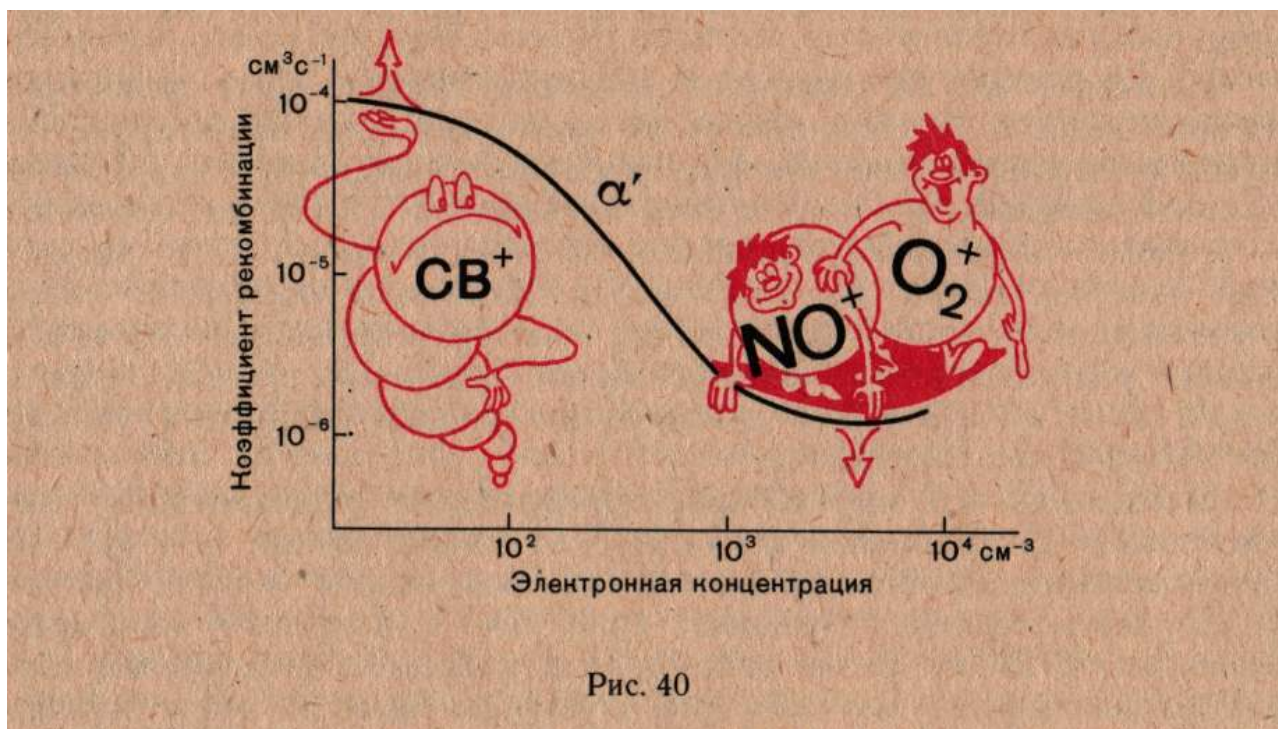 см³с⁻¹
10⁻⁴
10⁻⁵
10⁻⁶
Коэффициент рекомбинации
α′
СВ⁺
NO⁺
O₂⁺
10²
10³
10⁴ см⁻³
Электронная концентрация
Рис. 40